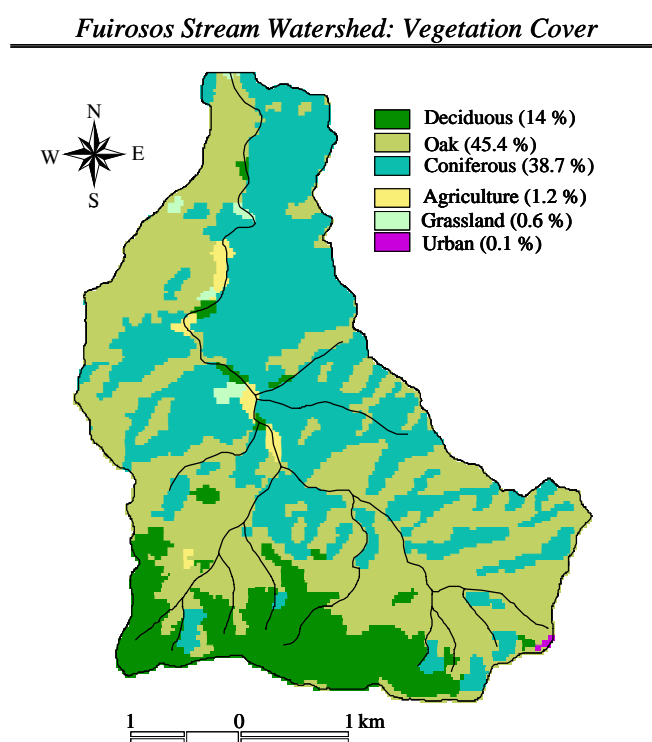 Fuirosos Stream Watershed: Vegetation Cover
N
W E
S
Deciduous (14 %)
Oak (45.4 %)
Coniferous (38.7 %)
Agriculture (1.2 %)
Grassland (0.6 %)
Urban (0.1 %)
1 0 1 km